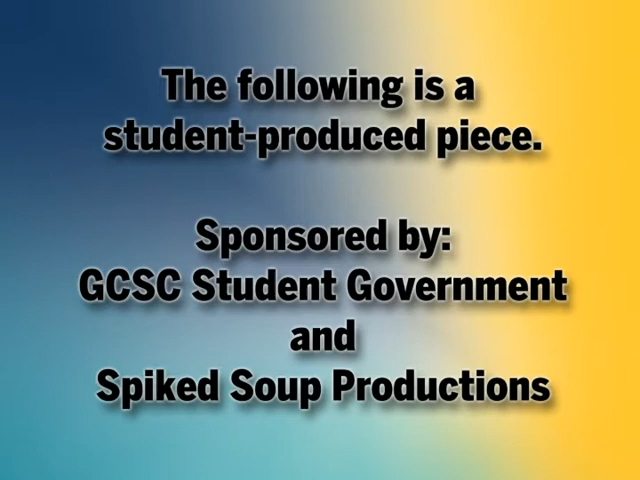 The following is a
student-produced piece.
Sponsored by:
GCSC Student Government
and
Spiked Soup Productions